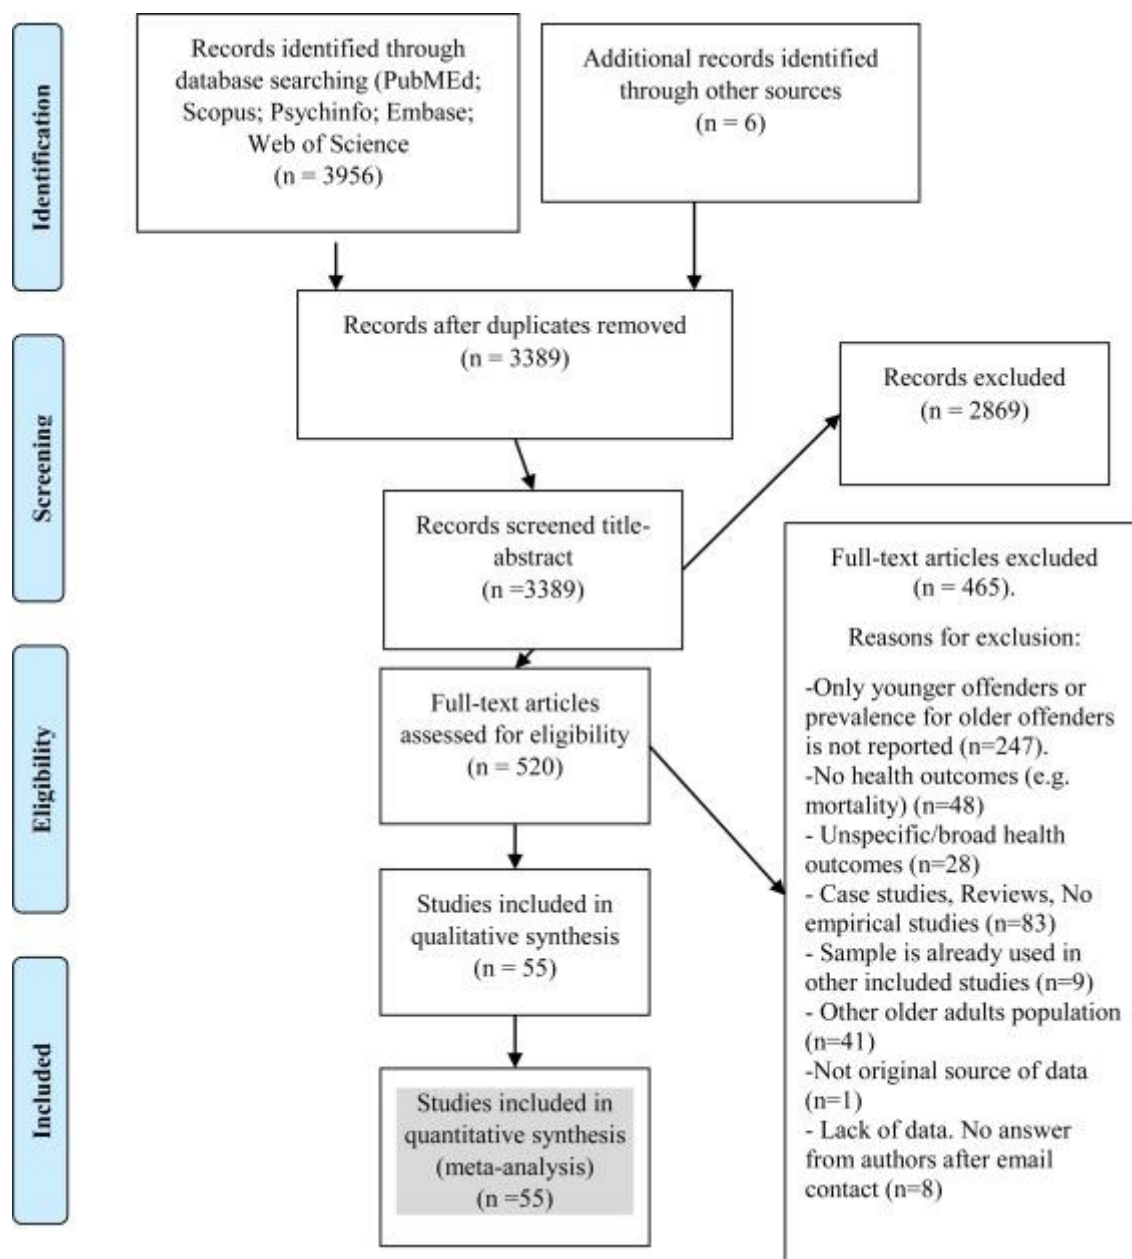 Identification
Records identified through
database searching (PubMEd;
Scopus; Psychinfo; Embase;
Web of Science
(n = 3956)
Additional records identified
through other sources
(n = 6)
Records after duplicates removed
(n = 3389)
Screening
Records excluded
(n = 2869)
Records screened title-
abstract
(n =3389)
Eligibility
Full-text articles
assessed for eligibility
(n = 520)
Full-text articles excluded
(n = 465).
Reasons for exclusion:
-Only younger offenders or
prevalence for older offenders
is not reported (n=247).
-No health outcomes (e.g.
mortality) (n=48)
- Unspecific/broad health
outcomes (n=28)
- Case studies, Reviews, No
empirical studies (n=83)
- Sample is already used in
other included studies (n=9)
- Other older adults population
(n=41)
-Not original source of data
(n=1)
- Lack of data. No answer
from authors after email
contact (n=8)
Studies included in
qualitative synthesis
(n = 55)
Included
Studies included in
quantitative synthesis
(meta-analysis)
(n =55)